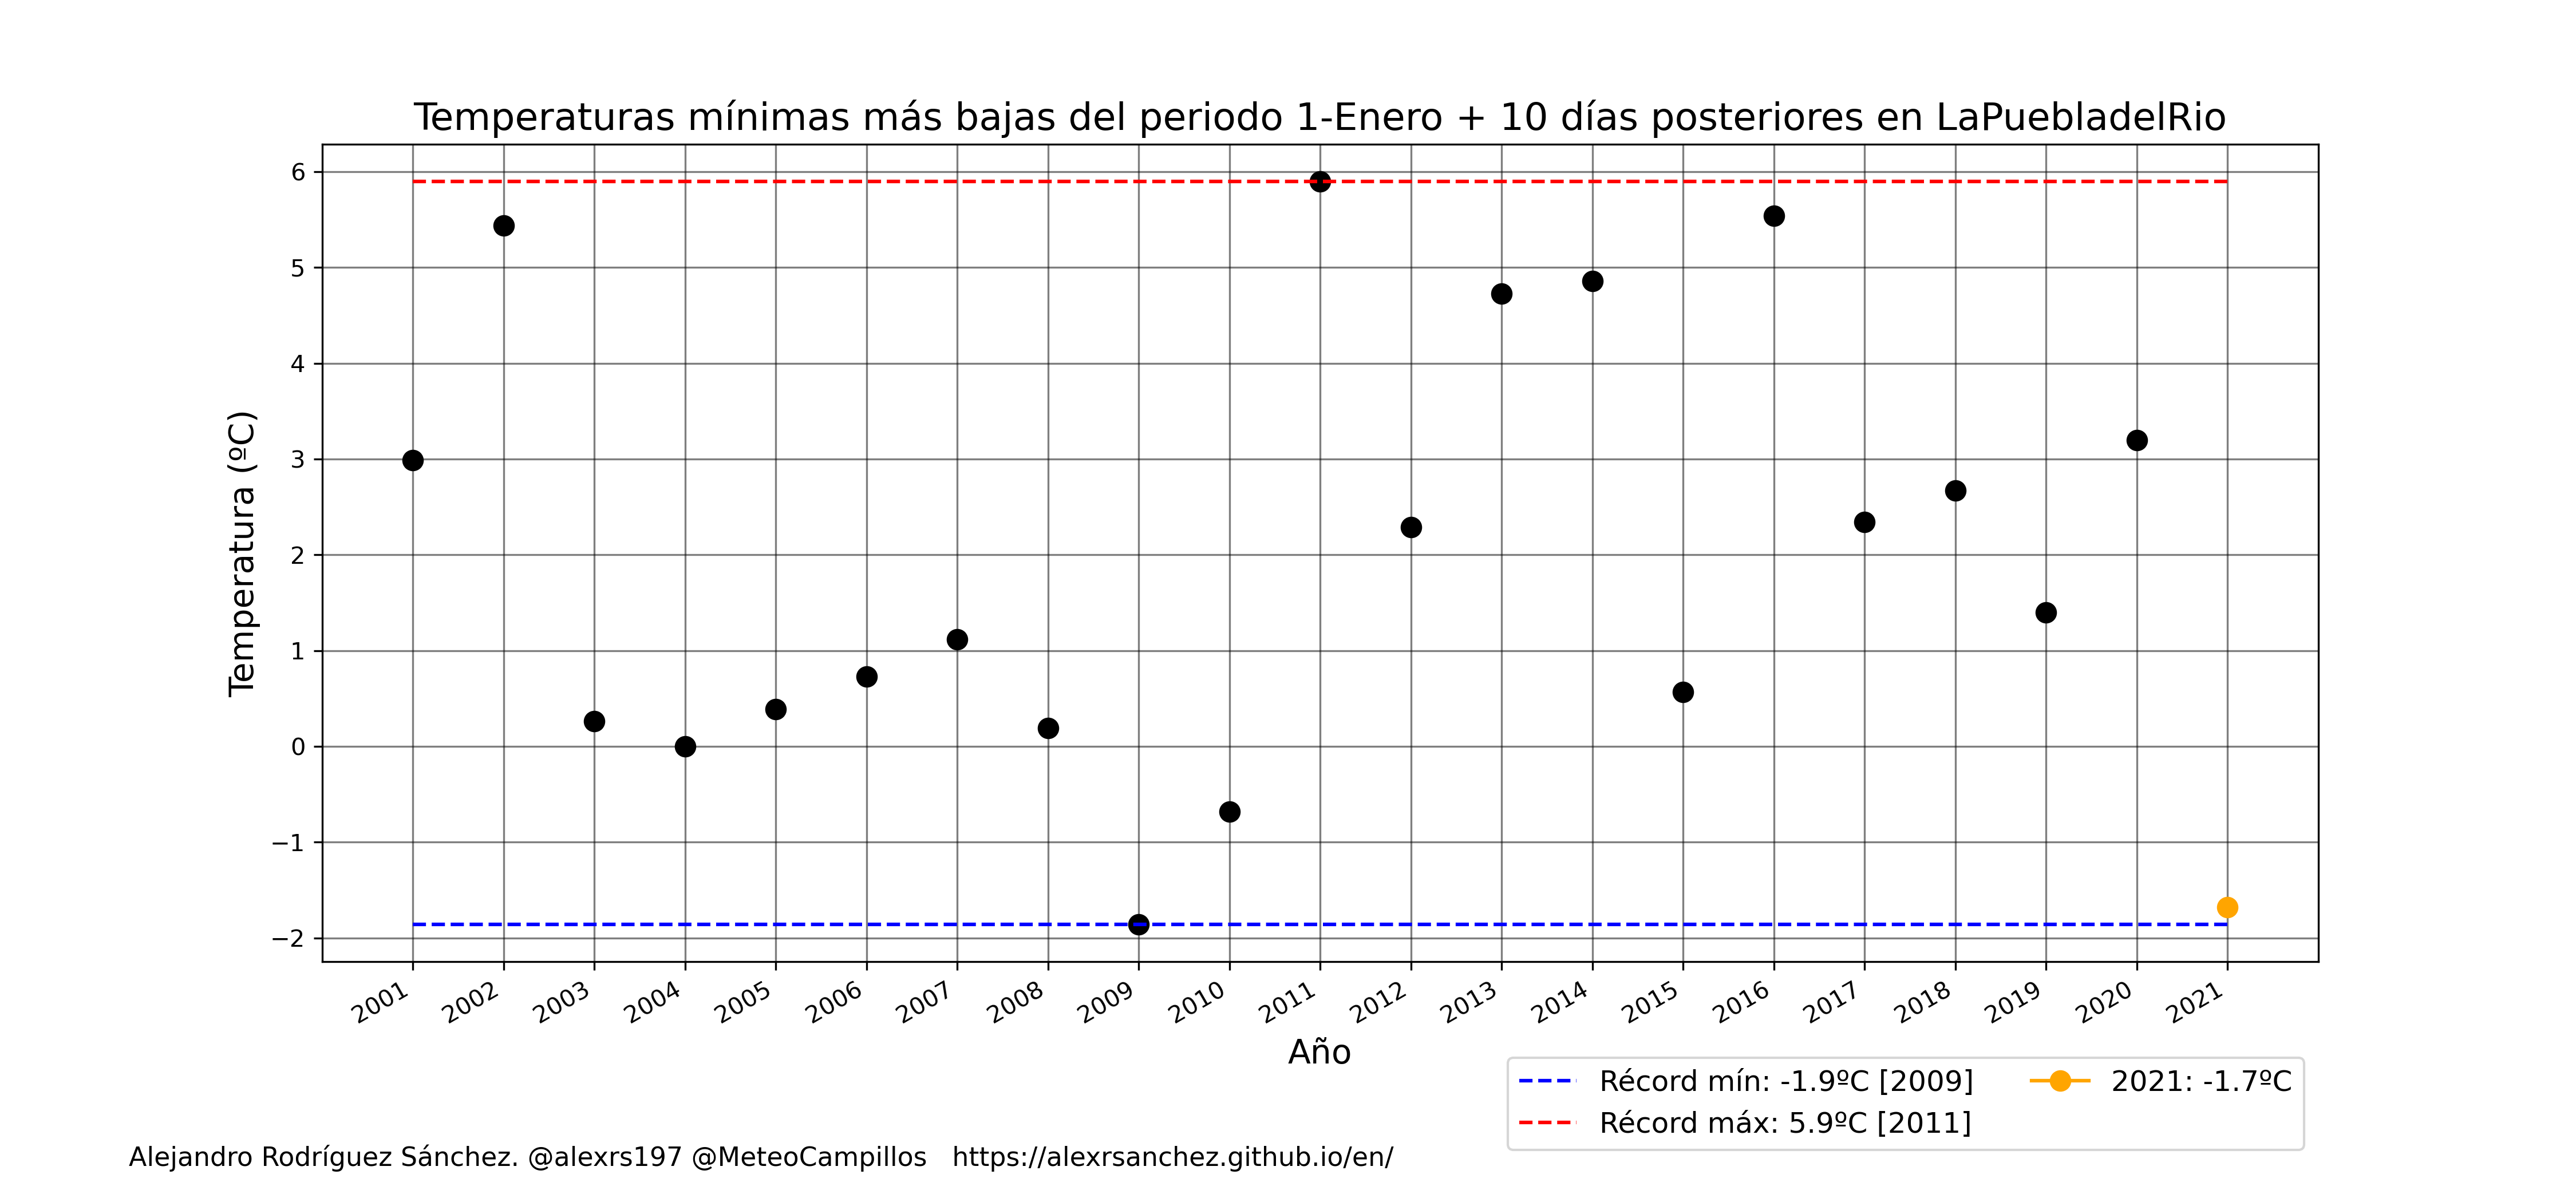 Temperaturas mínimas más bajas del periodo 1-Enero + 10 días posteriores en LaPuebladelRio
Temperatura (ºC)
6
5
4
3
2
1
0
−1
−2
2001 2002 2003 2004 2005 2006 2007 2008 2009 2010 2011 2012 2013 2014 2015 2016 2017 2018 2019 2020 2021
Año
Récord mín: -1.9ºC [2009]
Récord máx: 5.9ºC [2011]
2021: -1.7ºC
Alejandro Rodríguez Sánchez. @alexrs197 @MeteoCampillos https://alexrsanchez.github.io/en/